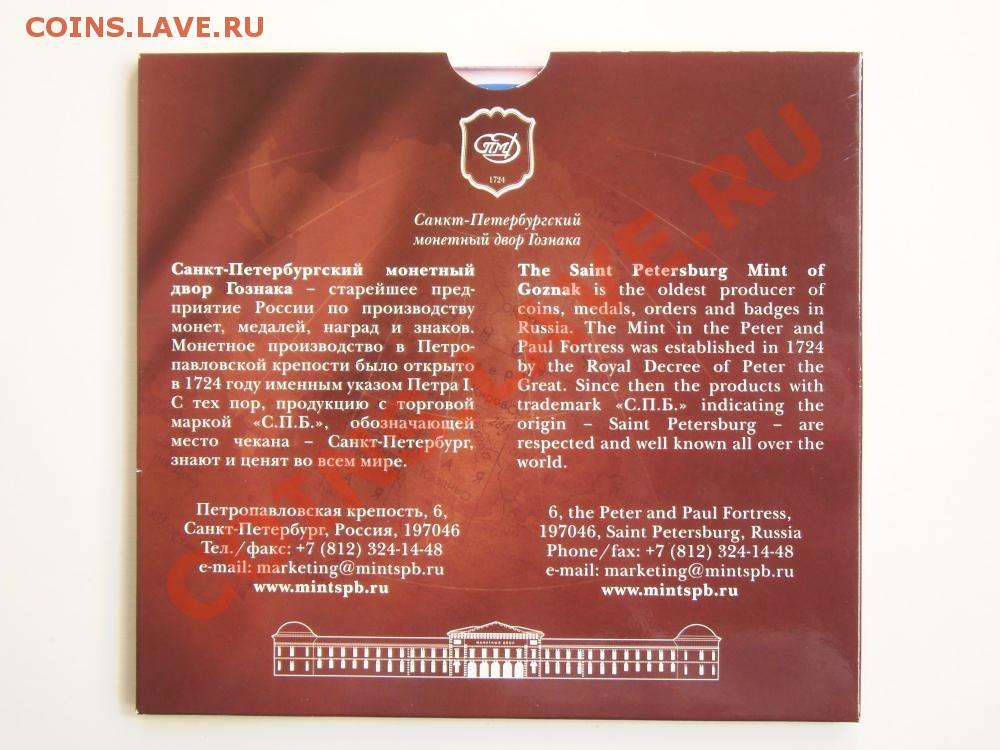 COINS.LAVE.RU
1724
Санкт-Петербургский
монетный двор Гознака
Санкт-Петербургский монетный
двор Гознака – старейшее пред-
приятие России по производству
монет, медалей, наград и знаков.
Монетное производство в Петро-
павловской крепости было открыто
в 1724 году именным указом Петра I.
С тех пор, продукцию с торговой
маркой «С.П.Б.», обозначающей
место чекана – Санкт-Петербург,
знают и ценят во всем мире.
The Saint Petersburg Mint of
Goznak is the oldest producer of
coins, medals, orders and badges in
Russia. The Mint in the Peter and
Paul Fortress was established in 1724
by the Royal Decree of Peter the
Great. Since then the products with
trademark «С.П.Б.» indicating the
origin – Saint Petersburg – are
respected and well known all over the
world.
Петропавловская крепость, 6,
Санкт-Петербург, Россия, 197046
Тел./факс: +7 (812) 324-14-48
e-mail: marketing@mintspb.ru
www.mintspb.ru
6, the Peter and Paul Fortress,
197046, Saint Petersburg, Russia
Phone/fax: +7 (812) 324-14-48
e-mail: marketing@mintspb.ru
www.mintspb.ru
МОНЕТНЫЙ ДВОР
COINS.LAVE.RU